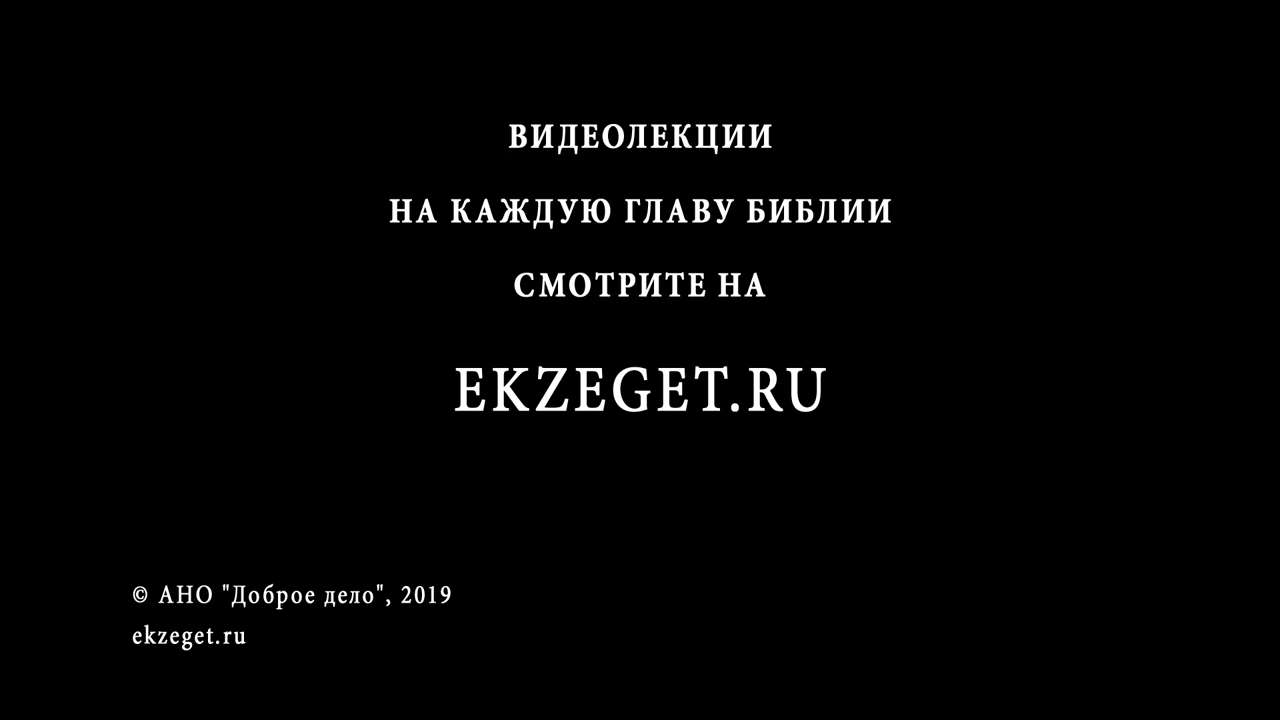 ВИДЕОЛЕКЦИИ
НА КАЖДУЮ ГЛАВУ БИБЛИИ
СМОТРИТЕ НА
EKZEGET.RU
© АНО "Доброе дело", 2019
ekzeget.ru